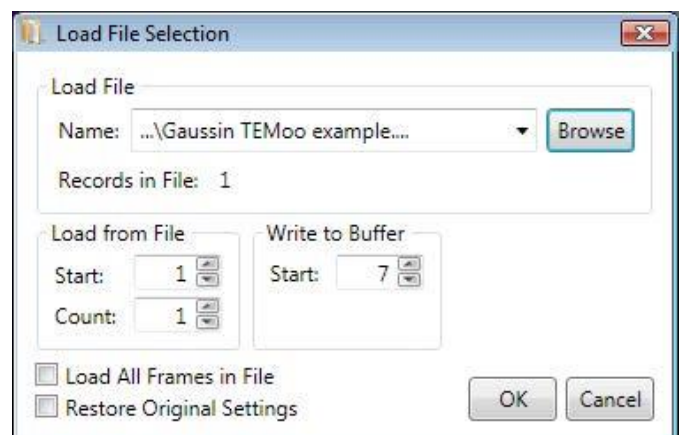 Load File Selection
Load File
Name: ...\Gaussin TEMoo example....
Browse
Records in File: 1
Load from File
Start: 1
Count: 1
Write to Buffer
Start: 7
Load All Frames in File
Restore Original Settings
OK
Cancel